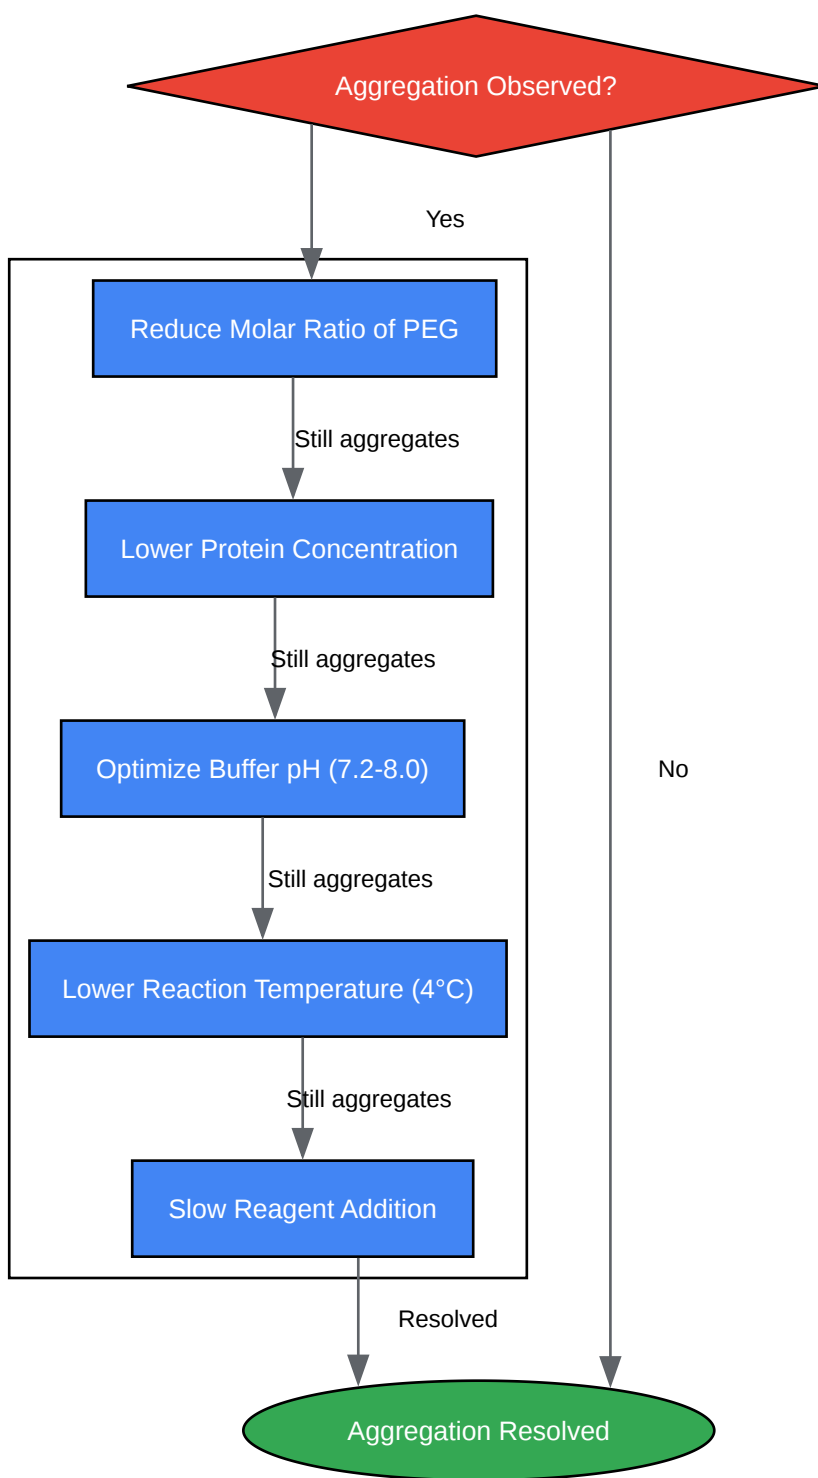 Aggregation Observed?
Yes
Reduce Molar Ratio of PEG
Still aggregates
Lower Protein Concentration
Still aggregates
Optimize Buffer pH (7.2-8.0)
No
Still aggregates
Lower Reaction Temperature (4°C)
Still aggregates
Slow Reagent Addition
Resolved
Aggregation Resolved